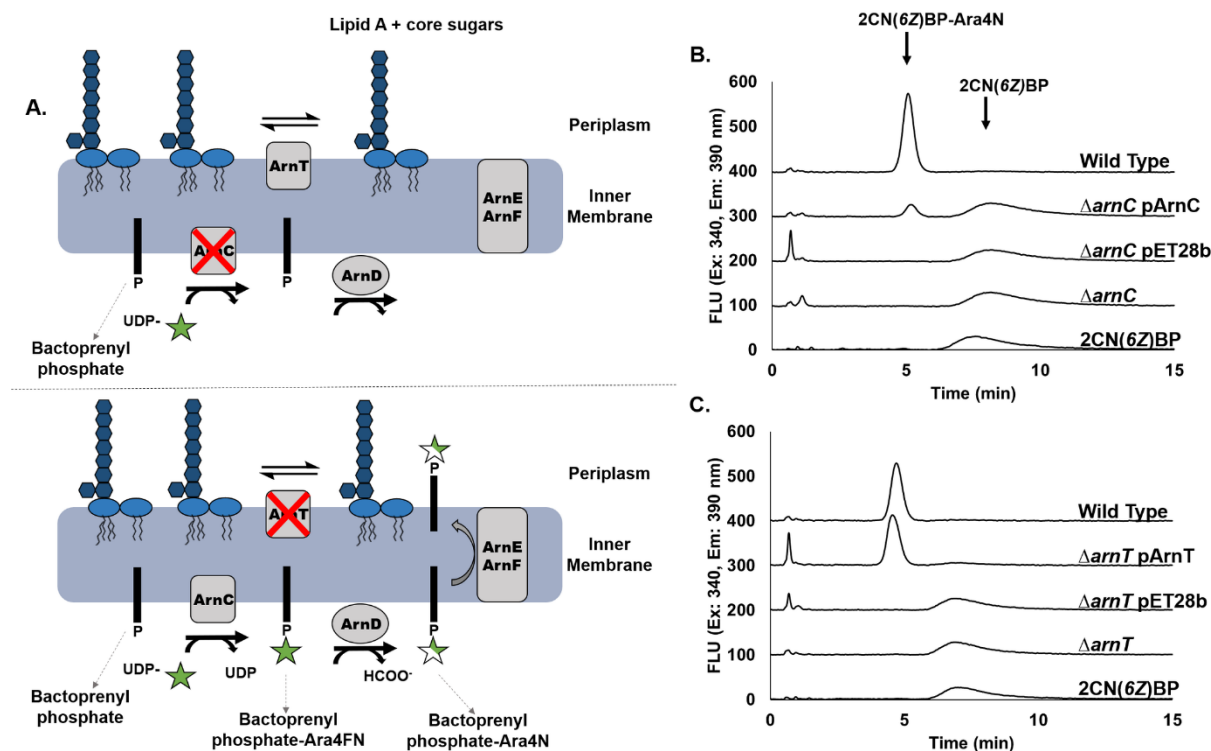 A.
Lipid A + core sugars
Periplasm
ArnT
ArnE
ArnF
Inner
Membrane
P
P
ArnD
UDP-
Bactoprenyl
phosphate
Periplasm
P
ArnE
ArnF
Inner
Membrane
ArnC
P
P
P
ArnD
UDP-
UDP
HCOO-
Bactoprenyl
phosphate
Bactoprenyl
phosphate-Ara4FN
Bactoprenyl
phosphate-Ara4N
2CN(6Z)BP-Ara4N
B.
2CN(6Z)BP
FLU (Ex: 340, Em: 390 nm)
600
500
400
300
200
100
0
Wild Type
ΔarnC pArnC
ΔarnC pET28b
ΔarnC
2CN(6Z)BP
0 5 10 15
Time (min)
C.
FLU (Ex: 340, Em: 390 nm)
600
500
400
300
200
100
0
Wild Type
ΔarnT pArnT
ΔarnT pET28b
ΔarnT
2CN(6Z)BP
0 5 10 15
Time (min)